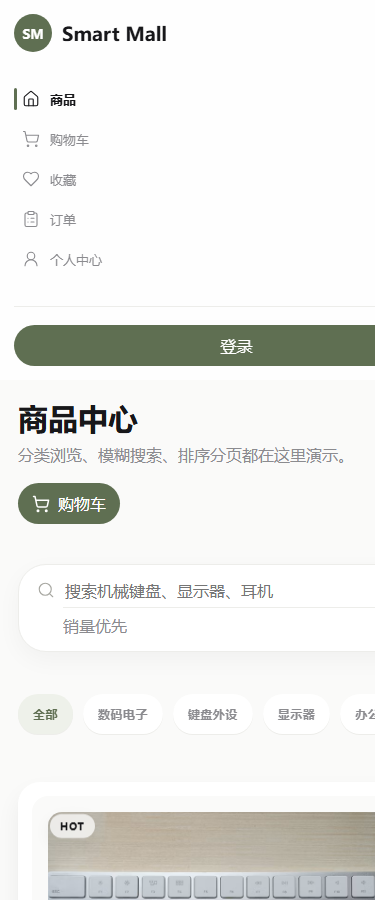 SM Smart Mall
商品
购物车
收藏
订单
个人中心
登录
商品中心
分类浏览、模糊搜索、排序分页都在这里演示。
购物车
搜索机械键盘、显示器、耳机
销量优先
全部 数码电子 键盘外设 显示器 办公
HOT